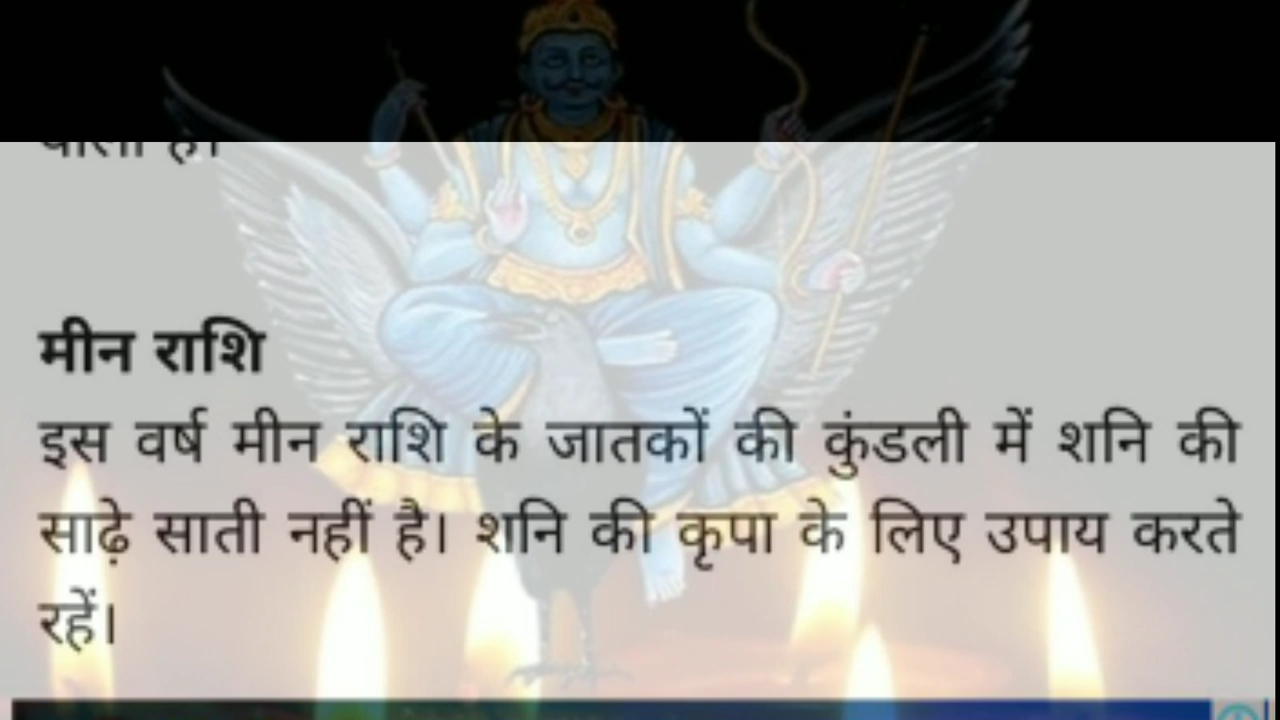 मीन राशि
इस वर्ष मीन राशि के जातकों की कुंडली में शनि की
साढ़े साती नहीं है। शनि की कृपा के लिए उपाय करते
रहें।